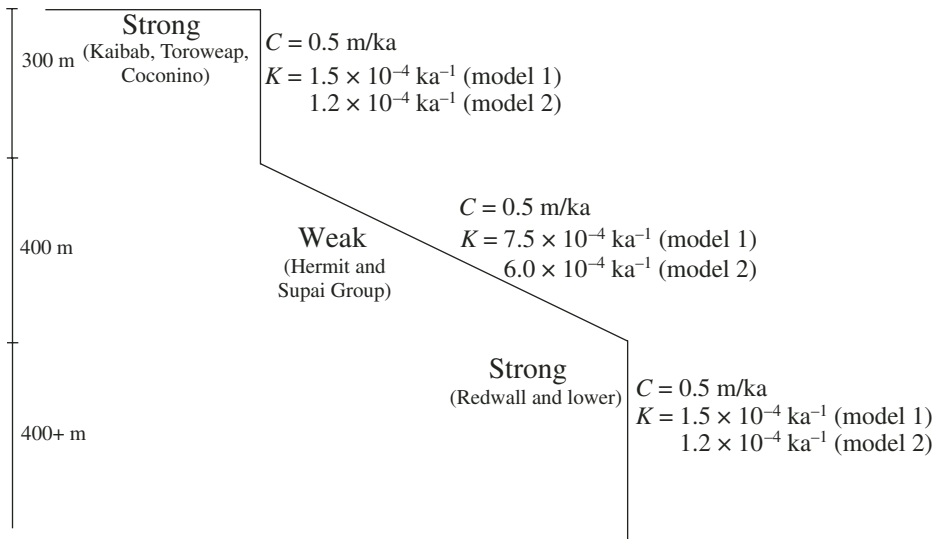 Strong
(Kaibab, Toroweap,
Coconino)
300 m
C = 0.5 m/ka
K = 1.5 × 10⁻⁴ ka⁻¹ (model 1)
1.2 × 10⁻⁴ ka⁻¹ (model 2)
400 m
Weak
(Hermit and
Supai Group)
C = 0.5 m/ka
K = 7.5 × 10⁻⁴ ka⁻¹ (model 1)
6.0 × 10⁻⁴ ka⁻¹ (model 2)
400+ m
Strong
(Redwall and lower)
C = 0.5 m/ka
K = 1.5 × 10⁻⁴ ka⁻¹ (model 1)
1.2 × 10⁻⁴ ka⁻¹ (model 2)